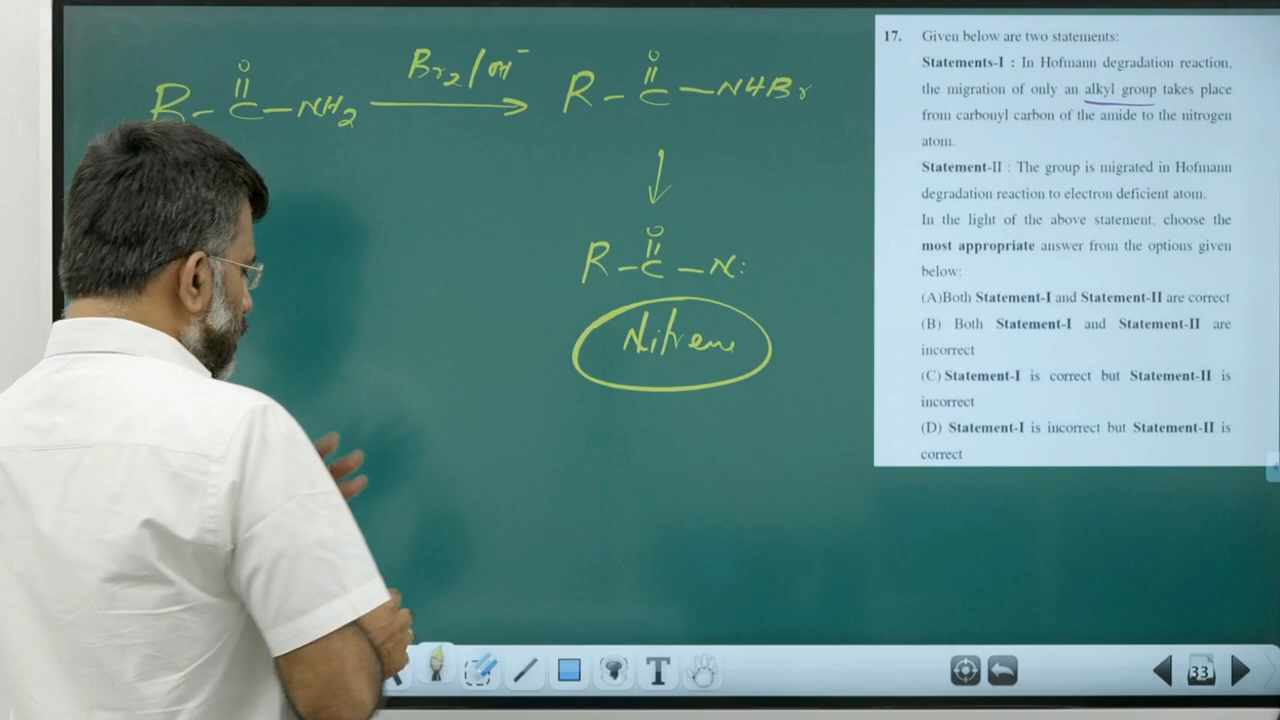 O
||
R-C-NH2
Br2/OH-
O
||
R-C-NHBr
O
||
R-C-N:
Nitrene
17. Given below are two statements:
Statements-I : In Hofmann degradation reaction,
the migration of only an alkyl group takes place
from carbonyl carbon of the amide to the nitrogen
atom.
Statement-II : The group is migrated in Hofmann
degradation reaction to electron deficient atom.
In the light of the above statement, choose the
most appropriate answer from the options given
below:
(A)Both Statement-I and Statement-II are correct
(B) Both Statement-I and Statement-II are
incorrect
(C) Statement-I is correct but Statement-II is
incorrect
(D) Statement-I is incorrect but Statement-II is
correct
T
33